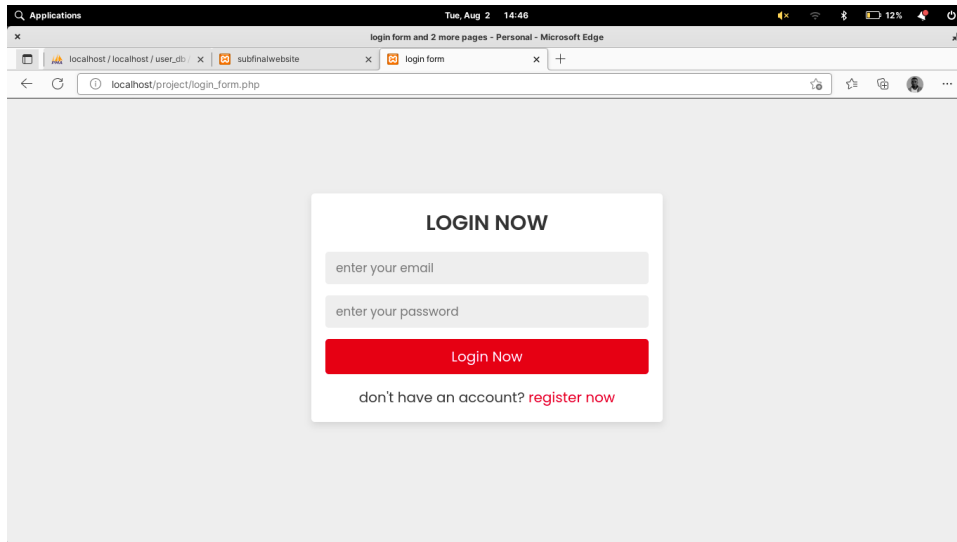 Applications Tue, Aug 2 14:46 12%
login form and 2 more pages - Personal - Microsoft Edge
localhost / localhost / user_db / subfinalwebsite login form
localhost/project/login_form.php
LOGIN NOW
enter your email
enter your password
Login Now
don't have an account? register now